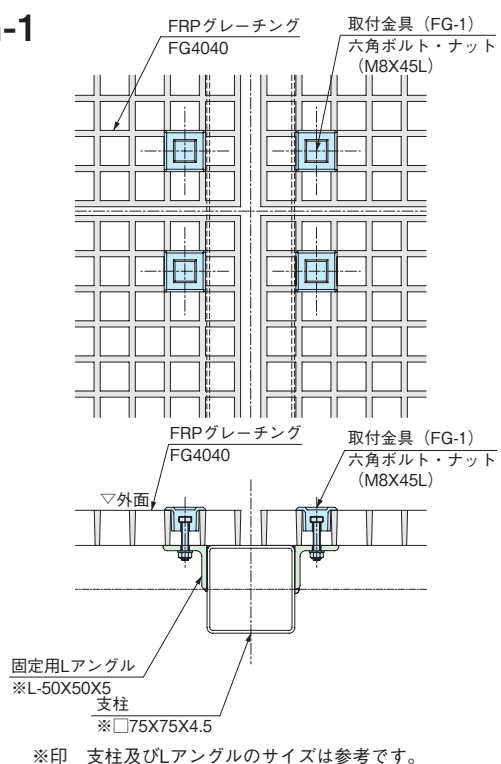 -1
FRPグレーチング
FG4040
取付金具（FG-1）
六角ボルト・ナット
（M8X45L）
FRPグレーチング
FG4040
取付金具（FG-1）
六角ボルト・ナット
（M8X45L）
▽外面
固定用Lアングル
※L-50X50X5
支柱
※□75X75X4.5
※印　支柱及びLアングルのサイズは参考です。